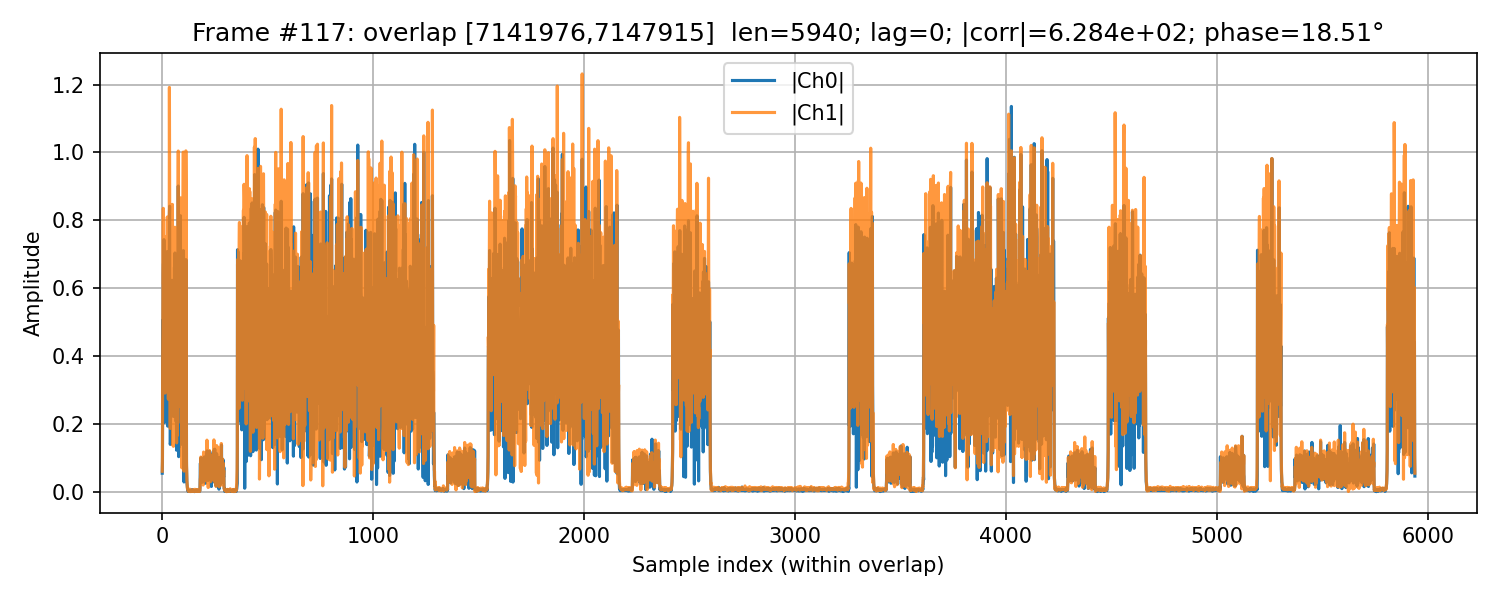 Frame #117: overlap [7141976,7147915]  len=5940; lag=0; |corr|=6.284e+02; phase=18.51°
|Ch0|
|Ch1|
Amplitude
1.2
1.0
0.8
0.6
0.4
0.2
0.0
0 1000 2000 3000 4000 5000 6000
Sample index (within overlap)